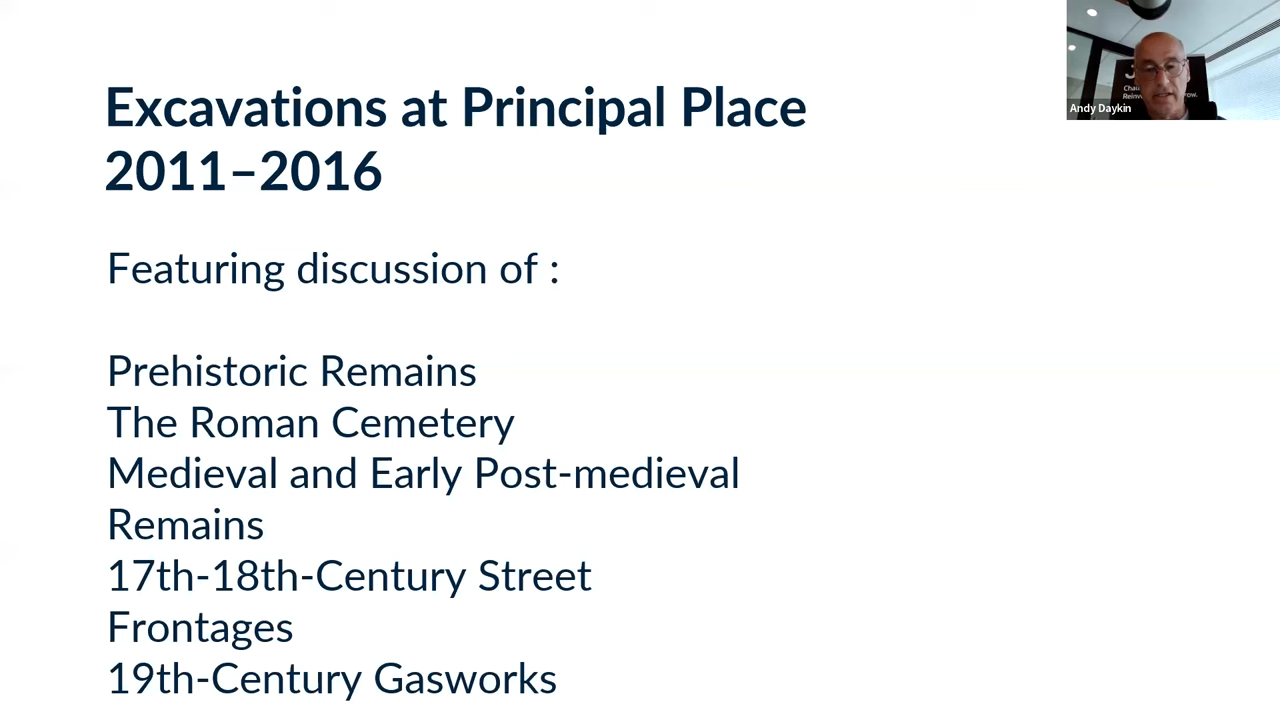 Excavations at Principal Place
2011–2016
Featuring discussion of :
Prehistoric Remains
The Roman Cemetery
Medieval and Early Post-medieval
Remains
17th-18th-Century Street
Frontages
19th-Century Gasworks
Andy Daykin